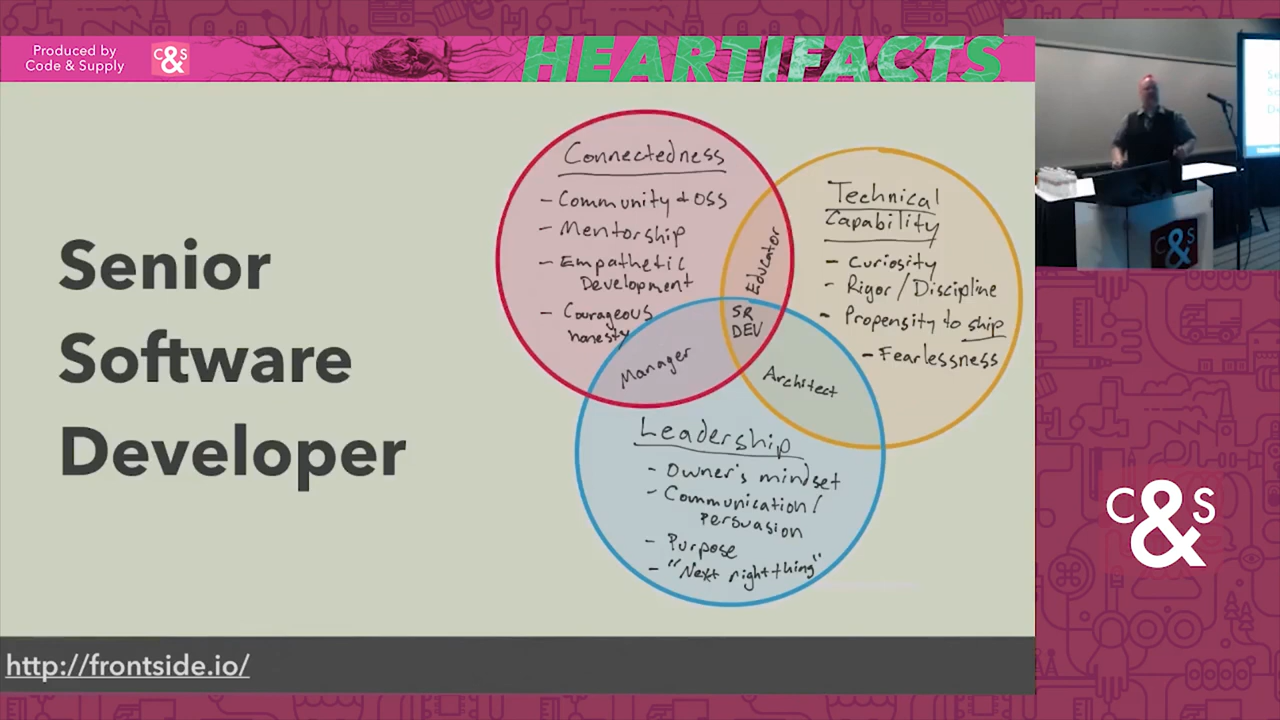 Produced by
Code & Supply
C&S
HEARTIFACTS
Senior
Software
Developer
Connectedness
- Community & OSS
- Mentorship
- Empathetic
Development
- Courageous
honesty
Technical
Capability
- Curiosity
- Rigor / Discipline
- Propensity to ship
- Fearlessness
Educator
SR
DEV
Manager
Architect
Leadership
- Owner's mindset
- Communication /
Persuasion
- Purpose
- "Next right thing"
http://frontside.io/
C&S
C&S